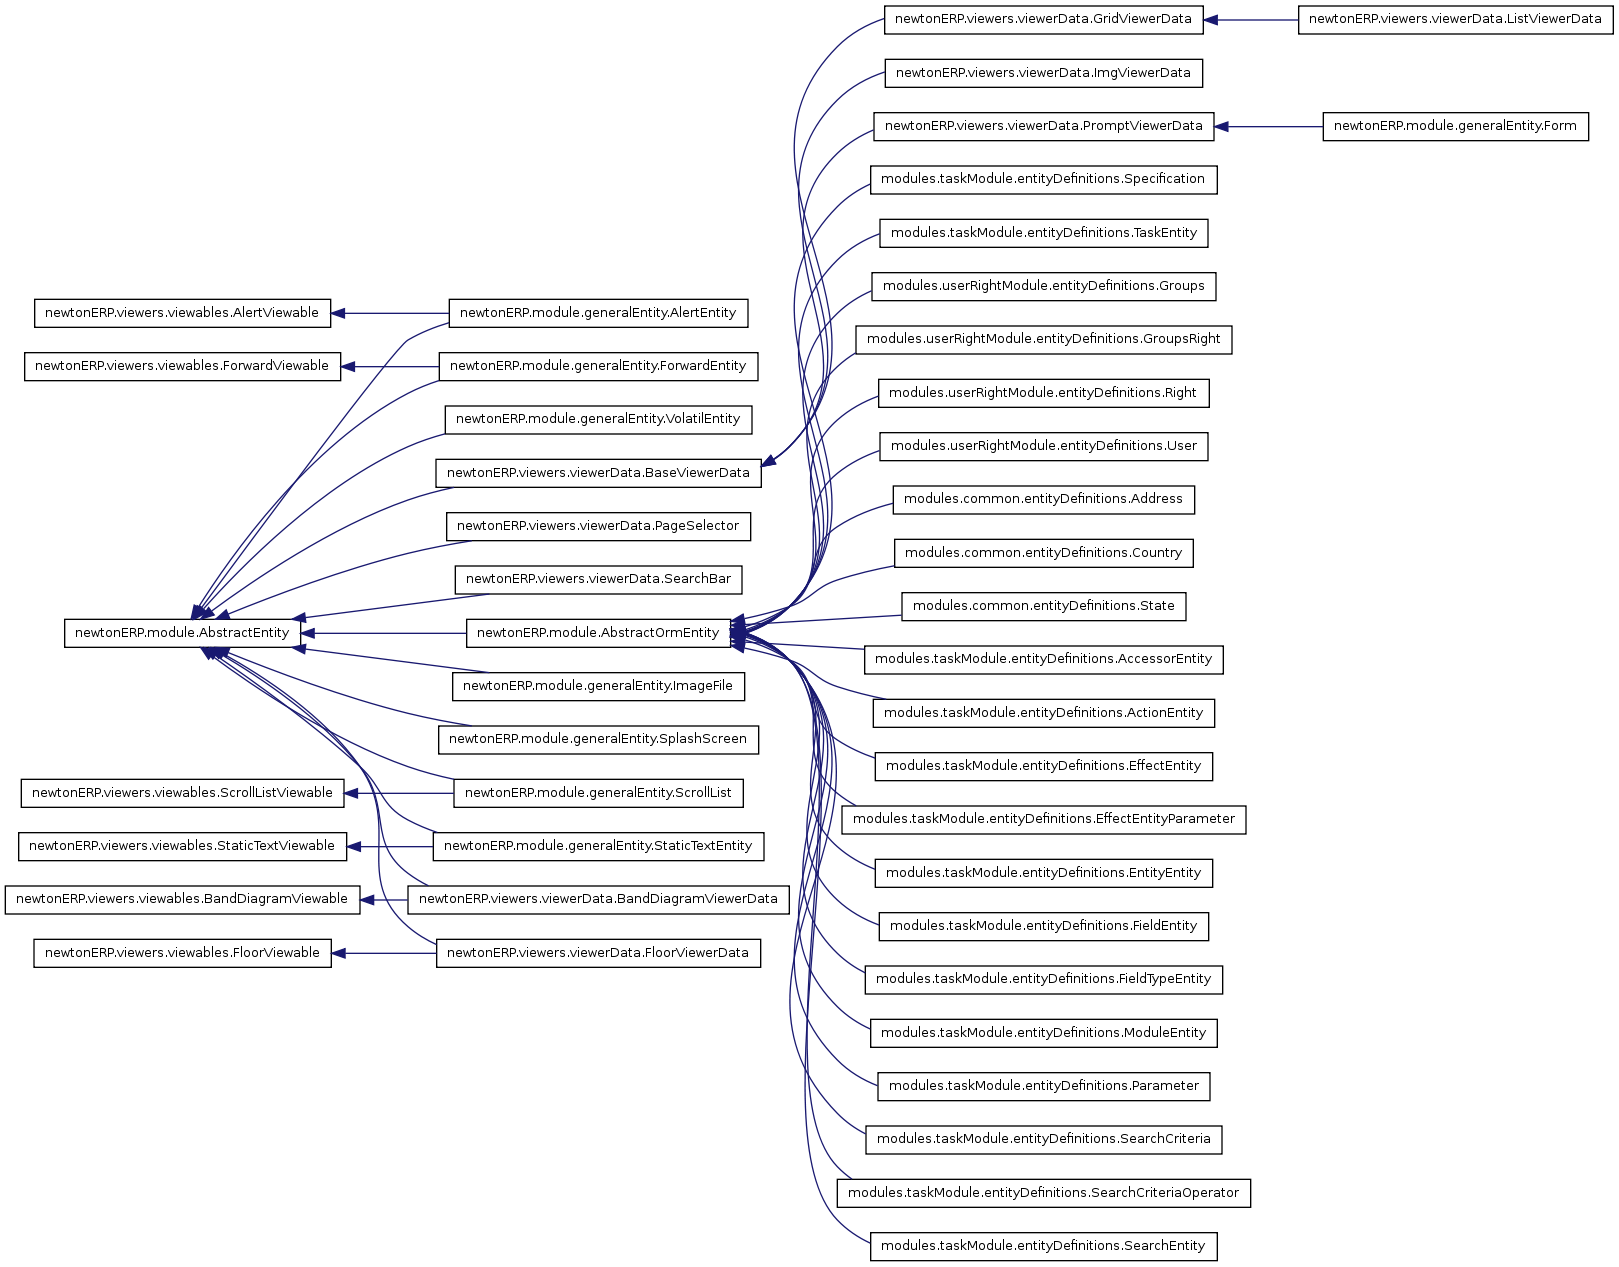 newtonERP.viewers.viewerData.GridViewerData
newtonERP.viewers.viewerData.ListViewerData
newtonERP.viewers.viewerData.ImgViewerData
newtonERP.viewers.viewerData.PromptViewerData
newtonERP.module.generalEntity.Form
modules.taskModule.entityDefinitions.Specification
modules.taskModule.entityDefinitions.TaskEntity
modules.userRightModule.entityDefinitions.Groups
newtonERP.viewers.viewables.AlertViewable
newtonERP.module.generalEntity.AlertEntity
modules.userRightModule.entityDefinitions.GroupsRight
newtonERP.viewers.viewables.ForwardViewable
newtonERP.module.generalEntity.ForwardEntity
modules.userRightModule.entityDefinitions.Right
newtonERP.module.generalEntity.VolatilEntity
modules.userRightModule.entityDefinitions.User
newtonERP.viewers.viewerData.BaseViewerData
modules.common.entityDefinitions.Address
newtonERP.viewers.viewerData.PageSelector
modules.common.entityDefinitions.Country
newtonERP.viewers.viewerData.SearchBar
modules.common.entityDefinitions.State
newtonERP.module.AbstractEntity
newtonERP.module.AbstractOrmEntity
modules.taskModule.entityDefinitions.AccessorEntity
newtonERP.module.generalEntity.ImageFile
modules.taskModule.entityDefinitions.ActionEntity
newtonERP.module.generalEntity.SplashScreen
modules.taskModule.entityDefinitions.EffectEntity
newtonERP.viewers.viewables.ScrollListViewable
newtonERP.module.generalEntity.ScrollList
modules.taskModule.entityDefinitions.EffectEntityParameter
newtonERP.viewers.viewables.StaticTextViewable
newtonERP.module.generalEntity.StaticTextEntity
modules.taskModule.entityDefinitions.EntityEntity
newtonERP.viewers.viewables.BandDiagramViewable
newtonERP.viewers.viewerData.BandDiagramViewerData
modules.taskModule.entityDefinitions.FieldEntity
newtonERP.viewers.viewables.FloorViewable
newtonERP.viewers.viewerData.FloorViewerData
modules.taskModule.entityDefinitions.FieldTypeEntity
modules.taskModule.entityDefinitions.ModuleEntity
modules.taskModule.entityDefinitions.Parameter
modules.taskModule.entityDefinitions.SearchCriteria
modules.taskModule.entityDefinitions.SearchCriteriaOperator
modules.taskModule.entityDefinitions.SearchEntity